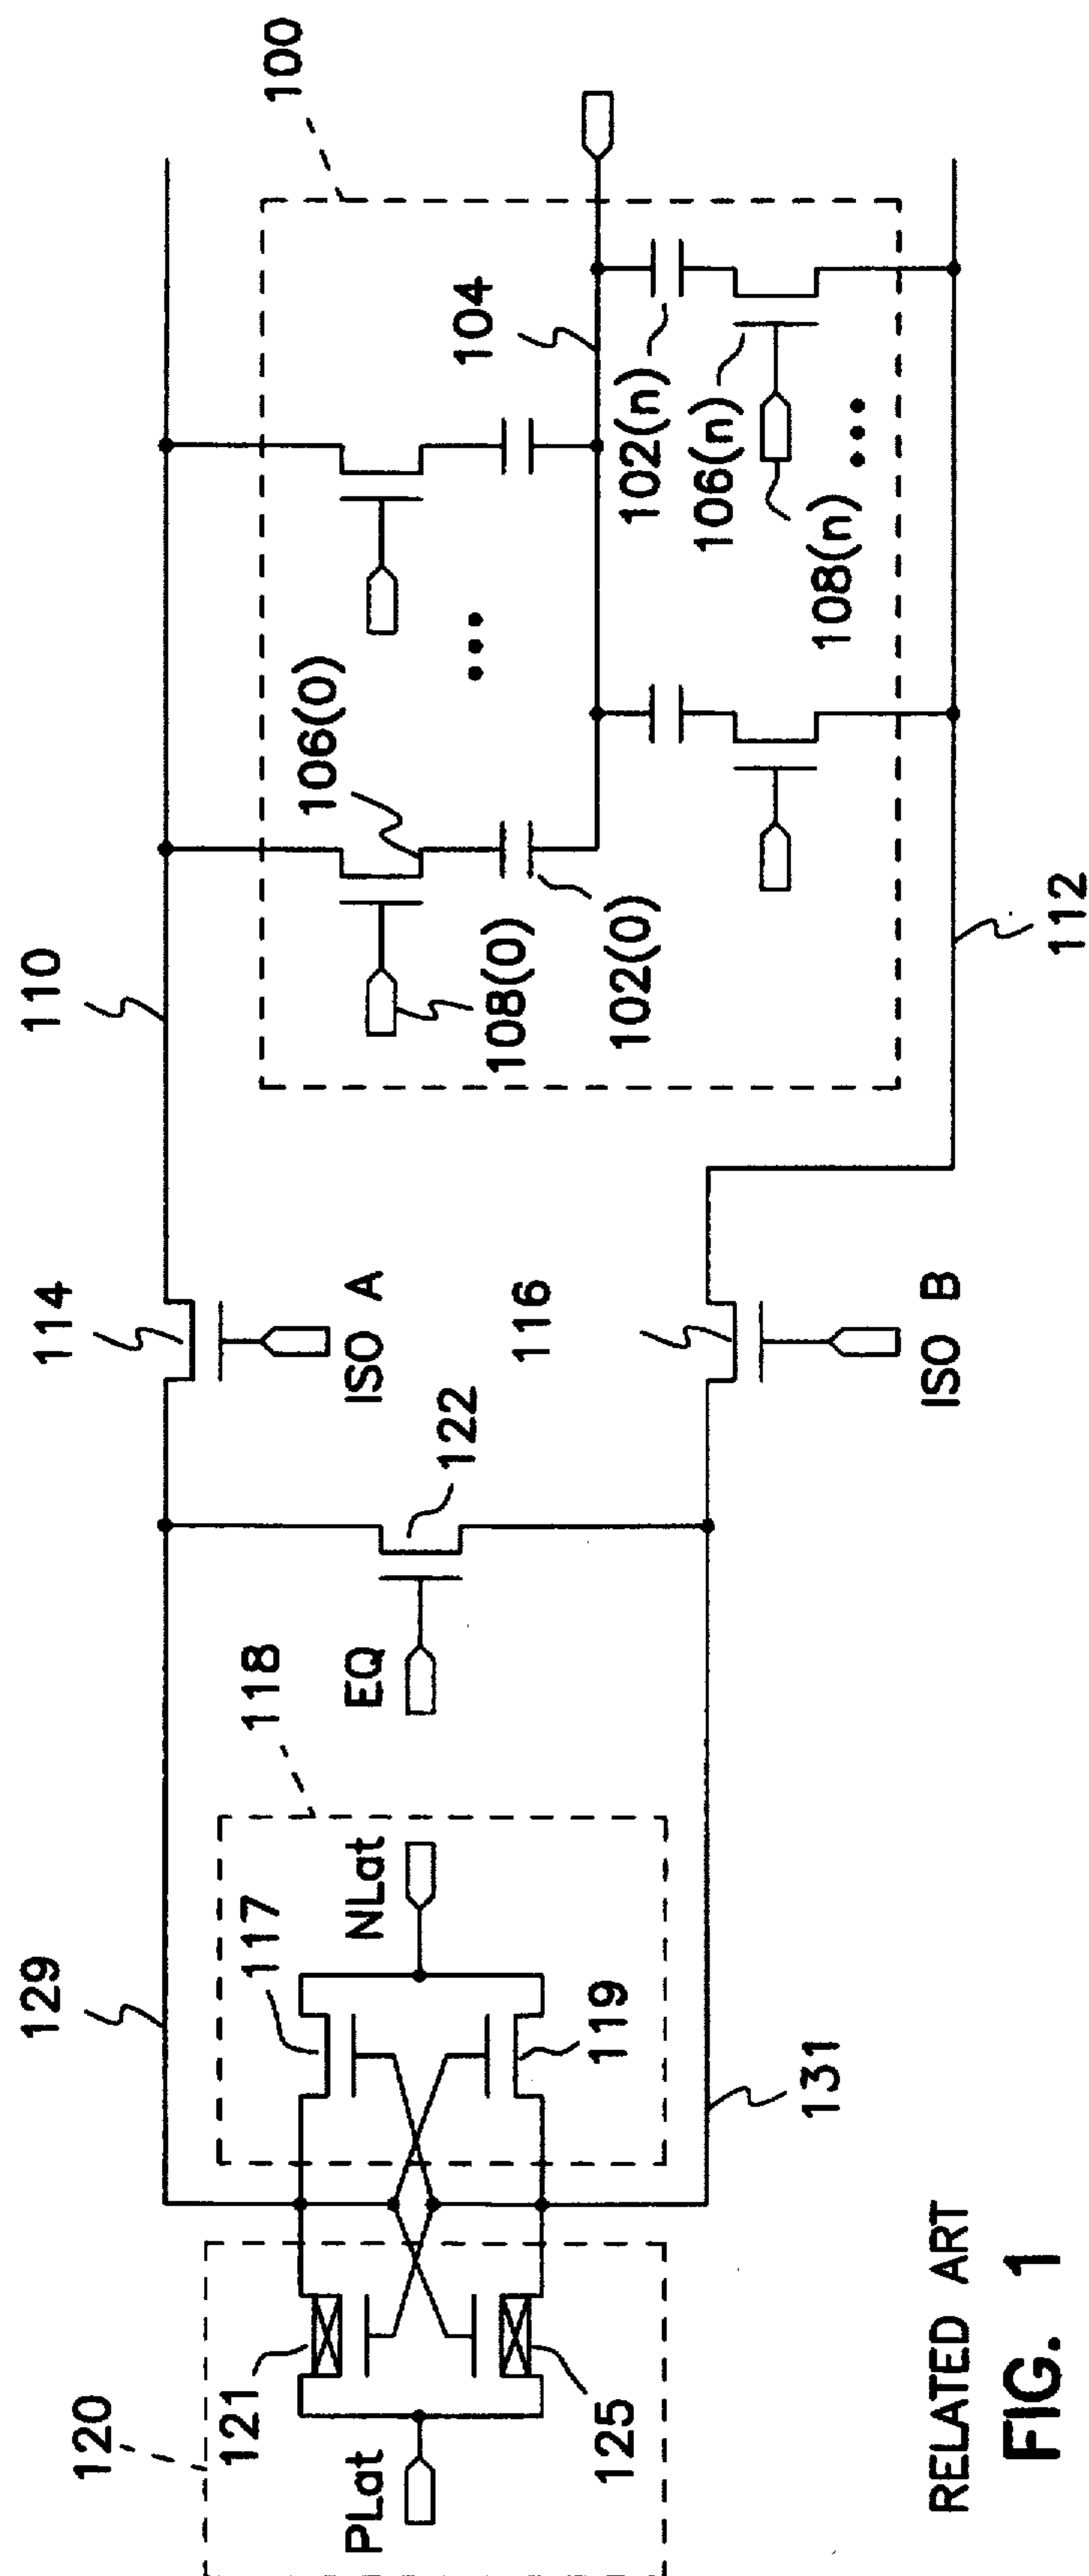 100
110
104
106(0)
102(n)
106(n)
108(0)
102(0)
108(n)
112
114
ISO A
116
ISO B
122
EQ
118
129
117
NLat
119
131
120
121
PLat
125
RELATED ART
FIG. 1